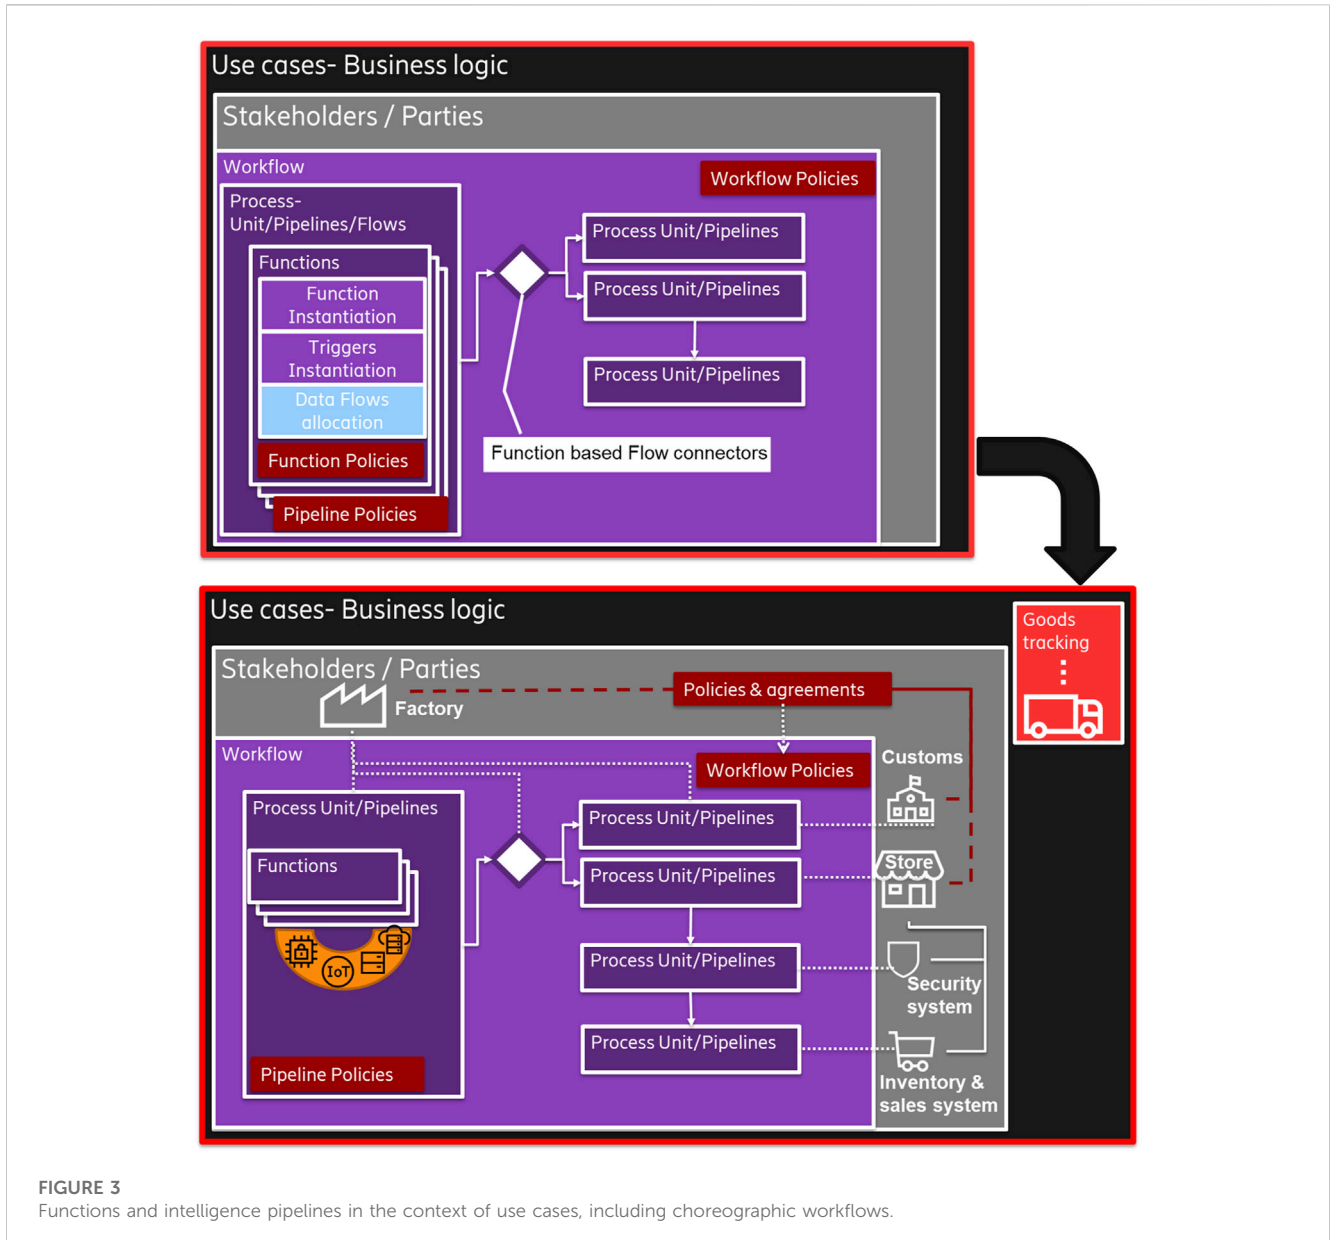 Use cases- Business logic
Stakeholders / Parties
Workflow
Workflow Policies
Process-
Unit/Pipelines/Flows
Functions
Function
Instantiation
Triggers
Instantiation
Data Flows
allocation
Function Policies
Pipeline Policies
Process Unit/Pipelines
Process Unit/Pipelines
Process Unit/Pipelines
Function based Flow connectors
Use cases- Business logic
Goods
tracking
Stakeholders / Parties
Factory
Policies & agreements
Workflow
Workflow Policies
Customs
Process Unit/Pipelines
Functions
IoT
Pipeline Policies
Process Unit/Pipelines
Process Unit/Pipelines
Process Unit/Pipelines
Process Unit/Pipelines
Store
Security
system
Inventory &
sales system
FIGURE 3
Functions and intelligence pipelines in the context of use cases, including choreographic workflows.